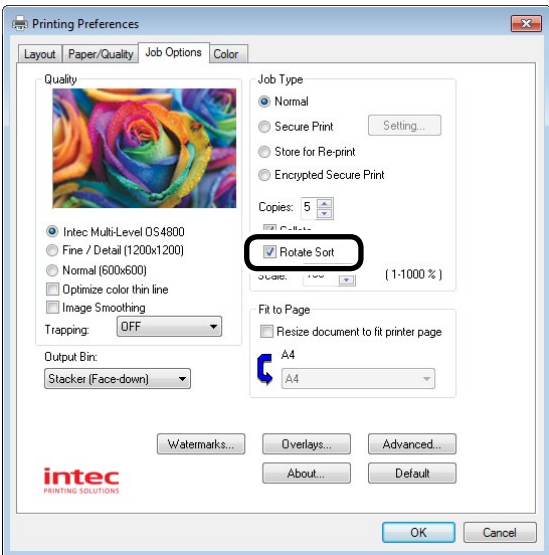 Printing Preferences
Layout Paper/Quality Job Options Color
Quality
Intec Multi-Level OS4800
Fine / Detail (1200x1200)
Normal (600x600)
Optimize color thin line
Image Smoothing
Trapping: OFF
Output Bin:
Stacker (Face-down)
Job Type
Normal
Secure Print Setting...
Store for Re-print
Encrypted Secure Print
Copies: 5
Rotate Sort
Scale: (1-1000 %)
Fit to Page
Resize document to fit printer page
A4
A4
Watermarks... Overlays... Advanced...
About... Default
intec
PRINTING SOLUTIONS
OK Cancel